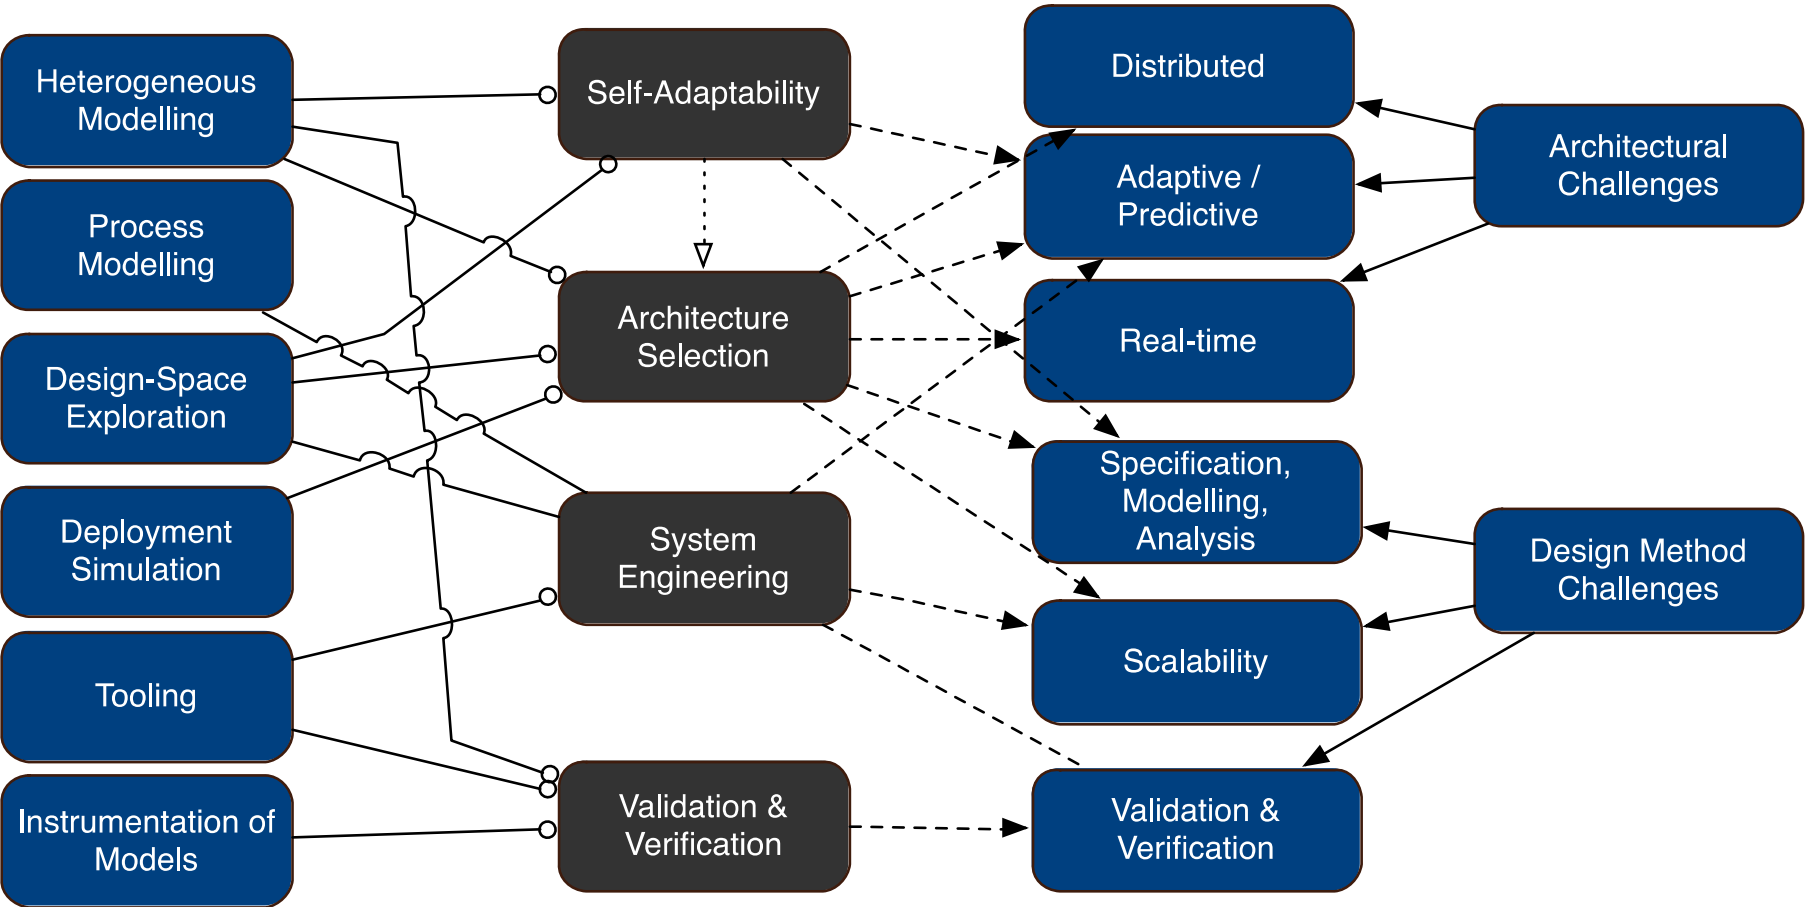 Heterogeneous
Modelling
Process
Modelling
Design-Space
Exploration
Deployment
Simulation
Tooling
Instrumentation of
Models
Self-Adaptability
Architecture
Selection
System
Engineering
Validation &
Verification
Distributed
Adaptive /
Predictive
Real-time
Specification,
Modelling,
Analysis
Scalability
Validation &
Verification
Architectural
Challenges
Design Method
Challenges